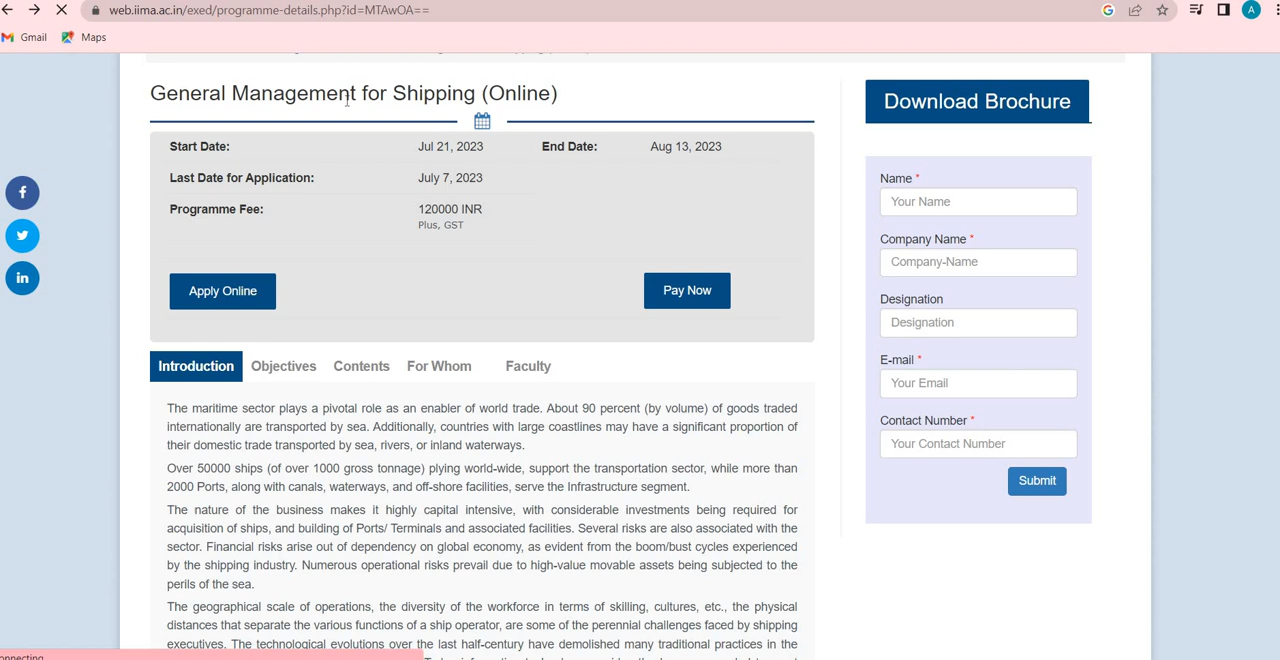 web.iima.ac.in/exed/programme-details.php?id=MTAwOA==
A
Gmail Maps
General Management for Shipping (Online)
Start Date: Jul 21, 2023 End Date: Aug 13, 2023
Last Date for Application: July 7, 2023
Programme Fee: 120000 INR
Plus, GST
Apply Online Pay Now
Introduction Objectives Contents For Whom Faculty
The maritime sector plays a pivotal role as an enabler of world trade. About 90 percent (by volume) of goods traded
internationally are transported by sea. Additionally, countries with large coastlines may have a significant proportion of
their domestic trade transported by sea, rivers, or inland waterways.
Over 50000 ships (of over 1000 gross tonnage) plying world-wide, support the transportation sector, while more than
2000 Ports, along with canals, waterways, and off-shore facilities, serve the Infrastructure segment.
The nature of the business makes it highly capital intensive, with considerable investments being required for
acquisition of ships, and building of Ports/ Terminals and associated facilities. Several risks are also associated with the
sector. Financial risks arise out of dependency on global economy, as evident from the boom/bust cycles experienced
by the shipping industry. Numerous operational risks prevail due to high-value movable assets being subjected to the
perils of the sea.
The geographical scale of operations, the diversity of the workforce in terms of skilling, cultures, etc., the physical
distances that separate the various functions of a ship operator, are some of the perennial challenges faced by shipping
executives. The technological evolutions over the last half-century have demolished many traditional practices in the
Download Brochure
Name *
Your Name
Company Name *
Company-Name
Designation
Designation
E-mail *
Your Email
Contact Number *
Your Contact Number
Submit